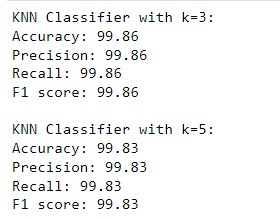 KNN Classifier with k=3:
Accuracy: 99.86
Precision: 99.86
Recall: 99.86
F1 score: 99.86
KNN Classifier with k=5:
Accuracy: 99.83
Precision: 99.83
Recall: 99.83
F1 score: 99.83